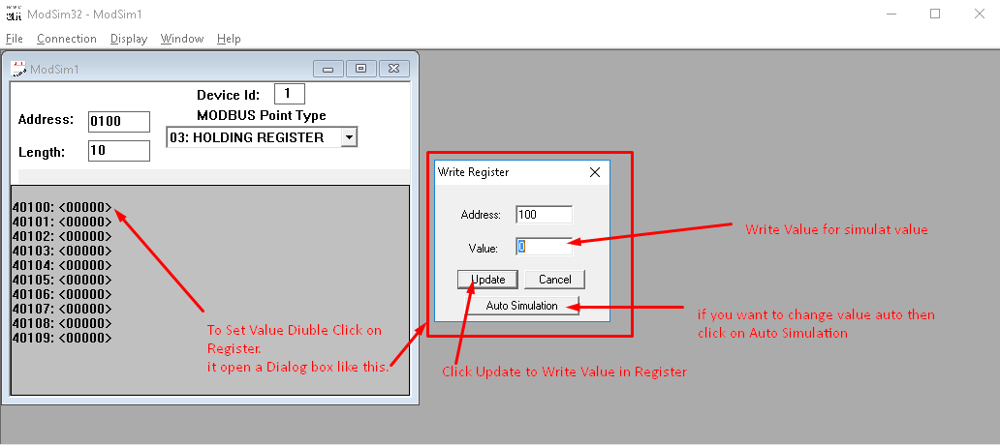 ModSim32 - ModSim1
File Connection Display Window Help
ModSim1
Device Id: 1
Address: 0100
MODBUS Point Type
03: HOLDING REGISTER
Length: 10
40100: <00000>
40101: <00000>
40102: <00000>
40103: <00000>
40104: <00000>
40105: <00000>
40106: <00000>
40107: <00000>
40108: <00000>
40109: <00000>
To Set Value Diuble Click on
Register.
it open a Dialog box like this.
Write Register
Address: 100
Value: 0
Update Cancel
Auto Simulation
Write Value for simulat value
if you want to change value auto then
click on Auto Simulation
Click Update to Write Value in Register